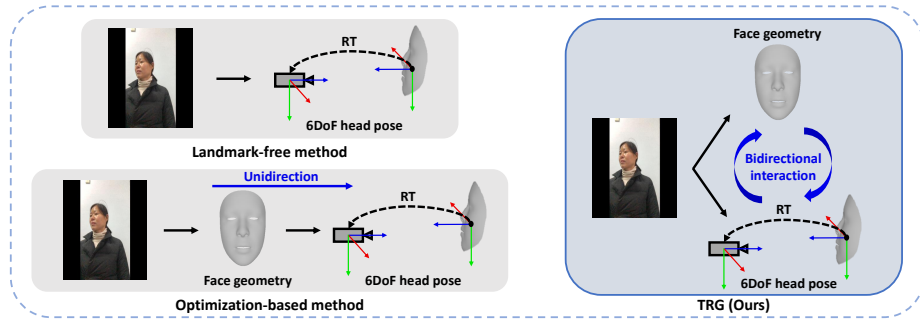 RT
6DoF head pose
Landmark-free method
Unidirection
RT
Face geometry
6DoF head pose
Optimization-based method
Face geometry
Bidirectional
interaction
RT
6DoF head pose
TRG (Ours)